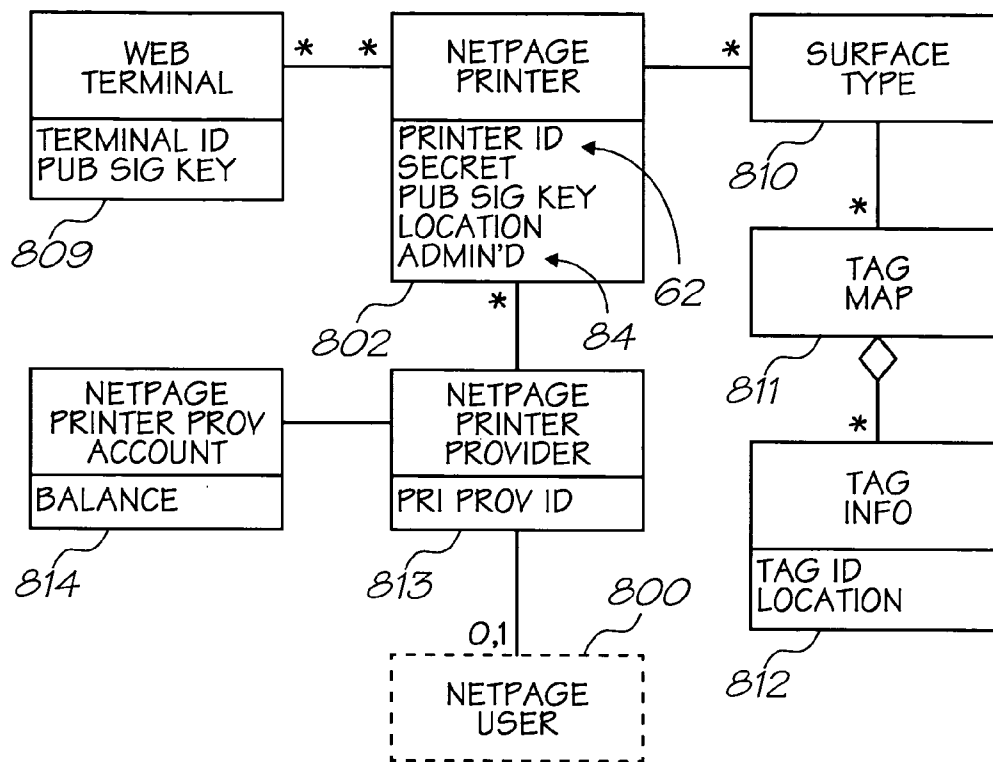 WEB
TERMINAL
TERMINAL ID
PUB SIG KEY
809
* *
NETPAGE
PRINTER
PRINTER ID
SECRET
PUB SIG KEY
LOCATION
ADMIN'D
802
62
84
*
*
SURFACE
TYPE
810
*
TAG
MAP
811
*
TAG
INFO
TAG ID
LOCATION
812
NETPAGE
PRINTER PROV
ACCOUNT
BALANCE
814
NETPAGE
PRINTER
PROVIDER
PRI PROV ID
813
800
0,1
NETPAGE
USER